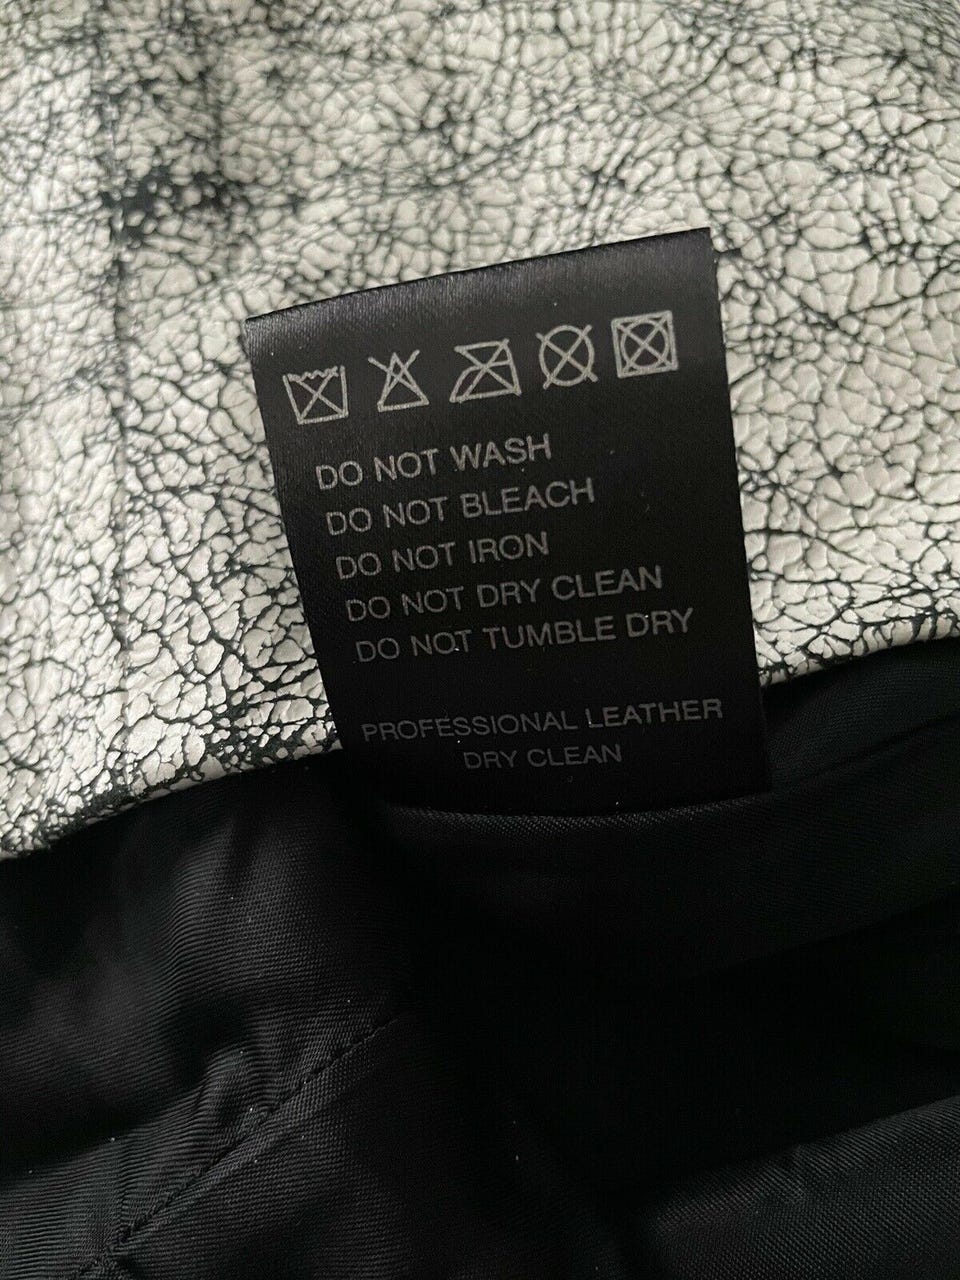 DO NOT WASH
DO NOT BLEACH
DO NOT IRON
DO NOT DRY CLEAN
DO NOT TUMBLE DRY
PROFESSIONAL LEATHER
DRY CLEAN